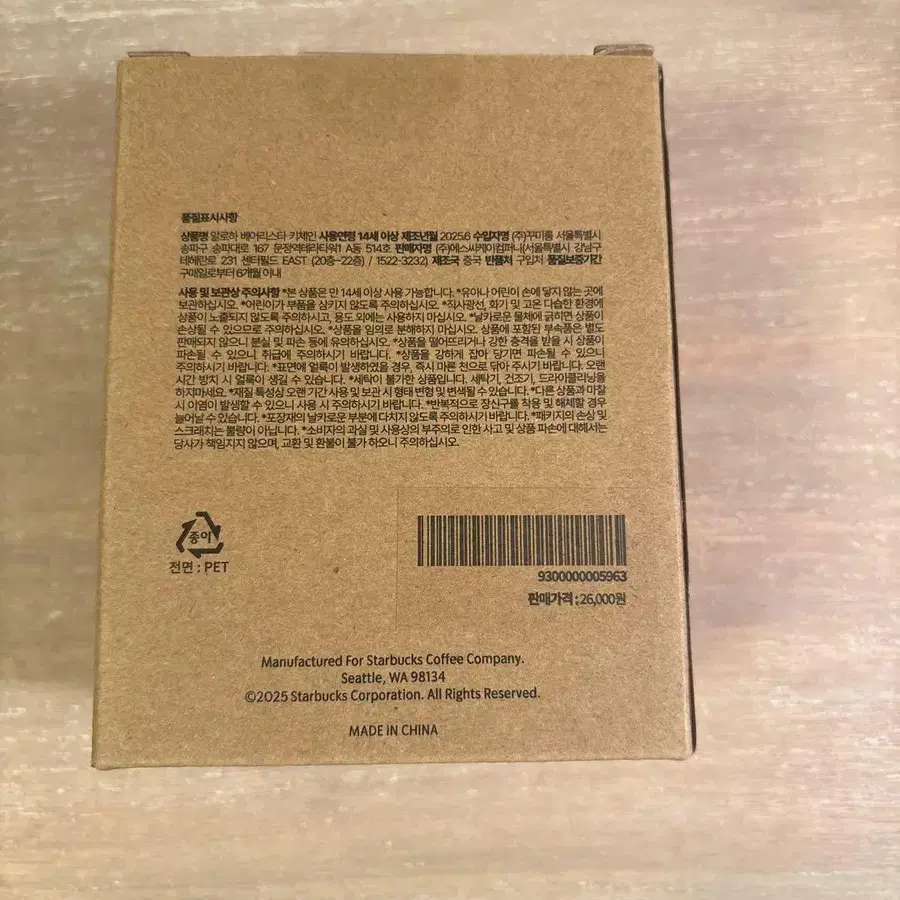 품질표시사항
상품명 알로하 베어리스타 키체인 사용연령 14세 이상 제조년월 2025.6 수입자명 (주)꾸미룸 서울특별시
송파구 송파대로 167 문정역테라타워1 A동 514호 판매자명 (주)에스씨케이컴퍼니(서울특별시 강남구
테헤란로 231 센터필드 EAST (20층-22층) / 1522-3232) 제조국 중국 반품처 구입처 품질보증기간
구매일로부터 6개월 이내
사용 및 보관상 주의사항 *본 상품은 만 14세 이상 사용 가능합니다. *유아나 어린이 손에 닿지 않는 곳에
보관하십시오. *어린이가 부품을 삼키지 않도록 주의하십시오. *직사광선, 화기 및 고온 다습한 환경에
상품이 노출되지 않도록 주의하시고, 용도 외에는 사용하지 마십시오. *날카로운 물체에 긁히면 상품이
손상될 수 있으므로 주의하십시오. *상품을 임의로 분해하지 마십시오. 상품에 포함된 부속품은 별도
판매되지 않으니 분실 및 파손 등에 유의하십시오. *상품을 떨어뜨리거나 강한 충격을 받을 시 상품이
파손될 수 있으니 취급에 주의하시기 바랍니다. *상품을 강하게 잡아 당기면 파손될 수 있으니
주의하시기 바랍니다. *표면에 얼룩이 발생하였을 경우, 즉시 마른 천으로 닦아 주시기 바랍니다. 오랜
시간 방치 시 얼룩이 생길 수 있습니다. *세탁이 불가한 상품입니다. 세탁기, 건조기, 드라이클리닝을
하지마세요. *재질 특성상 오랜 기간 사용 및 보관 시 형태 변형 및 변색될 수 있습니다. *다른 상품과 마찰
시 이염이 발생할 수 있으니 사용 시 주의하시기 바랍니다. *반복적으로 장신구를 착용 및 해체할 경우
늘어날 수 있습니다. *포장재의 날카로운 부분에 다치지 않도록 주의하시기 바랍니다. *패키지의 손상 및
스크래치는 불량이 아닙니다. *소비자의 과실 및 사용상의 부주의로 인한 사고 및 상품 파손에 대해서는
당사가 책임지지 않으며, 교환 및 환불이 불가 하오니 주의하십시오.
종이
전면 : PET
9300000005963
판매가격 : 26,000원
Manufactured For Starbucks Coffee Company.
Seattle, WA 98134
©2025 Starbucks Corporation. All Rights Reserved.
MADE IN CHINA